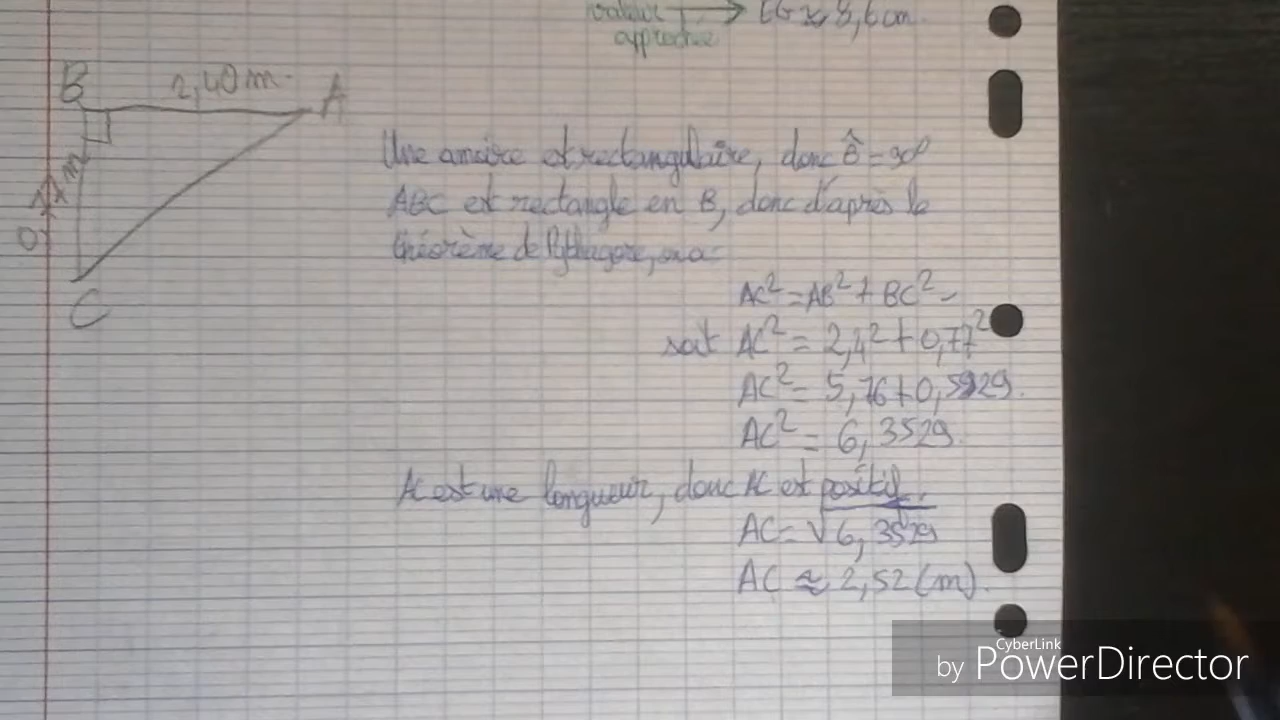 valeur approchée → EG ≈ 8,6 cm.
B 2,40 m. A
0,77 m
C
Une armoire est rectangulaire, donc B̂ = 90°
ABC est rectangle en B, donc d'après le
théorème de Pythagore, on a :
AC² = AB² + BC²
soit AC² = 2,4² + 0,77²
AC² = 5,76 + 0,5929.
AC² = 6,3529.
AC est une longueur, donc AC est positif.
AC = √6,3529
AC ≈ 2,52 (m).
CyberLink
by PowerDirector